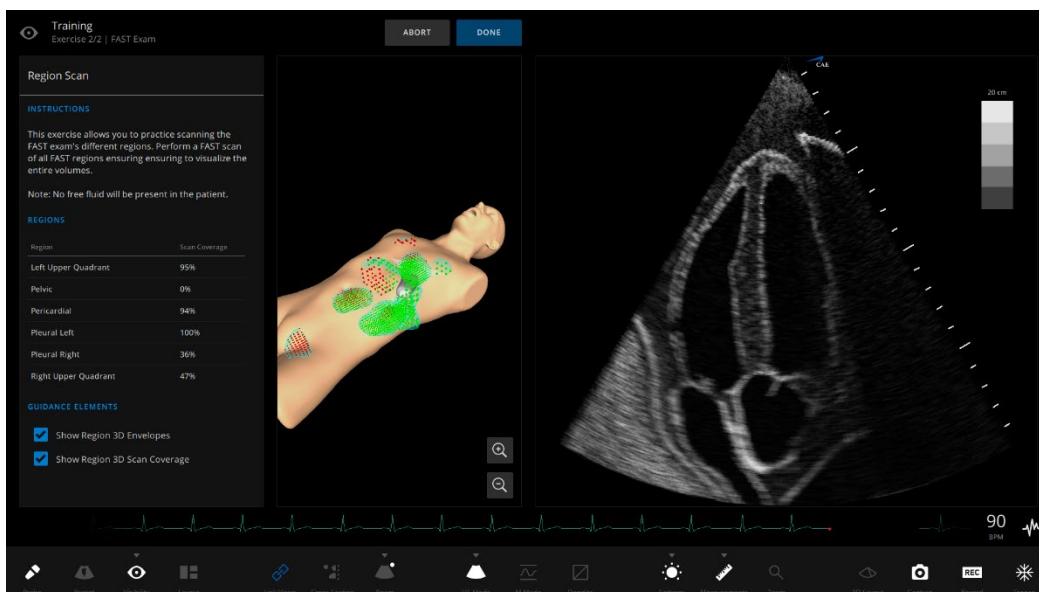 Training
Exercise 2/2 | FAST Exam
ABORT
DONE
Region Scan
INSTRUCTIONS
This exercise allows you to practice scanning the
FAST exam's different regions. Perform a FAST scan
of all FAST regions ensuring ensuring to visualize the
entire volumes.
Note: No free fluid will be present in the patient.
REGIONS
Region Scan Coverage
Left Upper Quadrant 95%
Pelvic 0%
Pericardial 94%
Pleural Left 100%
Pleural Right 36%
Right Upper Quadrant 47%
GUIDANCE ELEMENTS
Show Region 3D Envelopes
Show Region 3D Scan Coverage
CAE
20 cm
90
BPM
REC